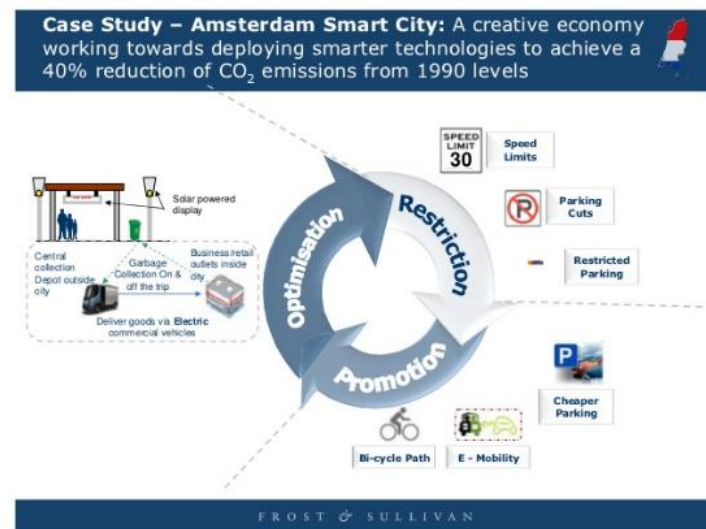 Case Study – Amsterdam Smart City: A creative economy
working towards deploying smarter technologies to achieve a
40% reduction of CO₂ emissions from 1990 levels
SPEED
LIMIT
30
Speed
Limits
P
Parking
Cuts
Restricted
Parking
Restriction
Optimisation
Promotion
Solar powered
display
Central
collection
Depot outside
city
Garbage
Collection On &
off the trip
Business retail
outlets inside
city
Deliver goods via Electric
commercial vehicles
P
Cheaper
Parking
Bi-cycle Path
E - Mobility
FROST & SULLIVAN